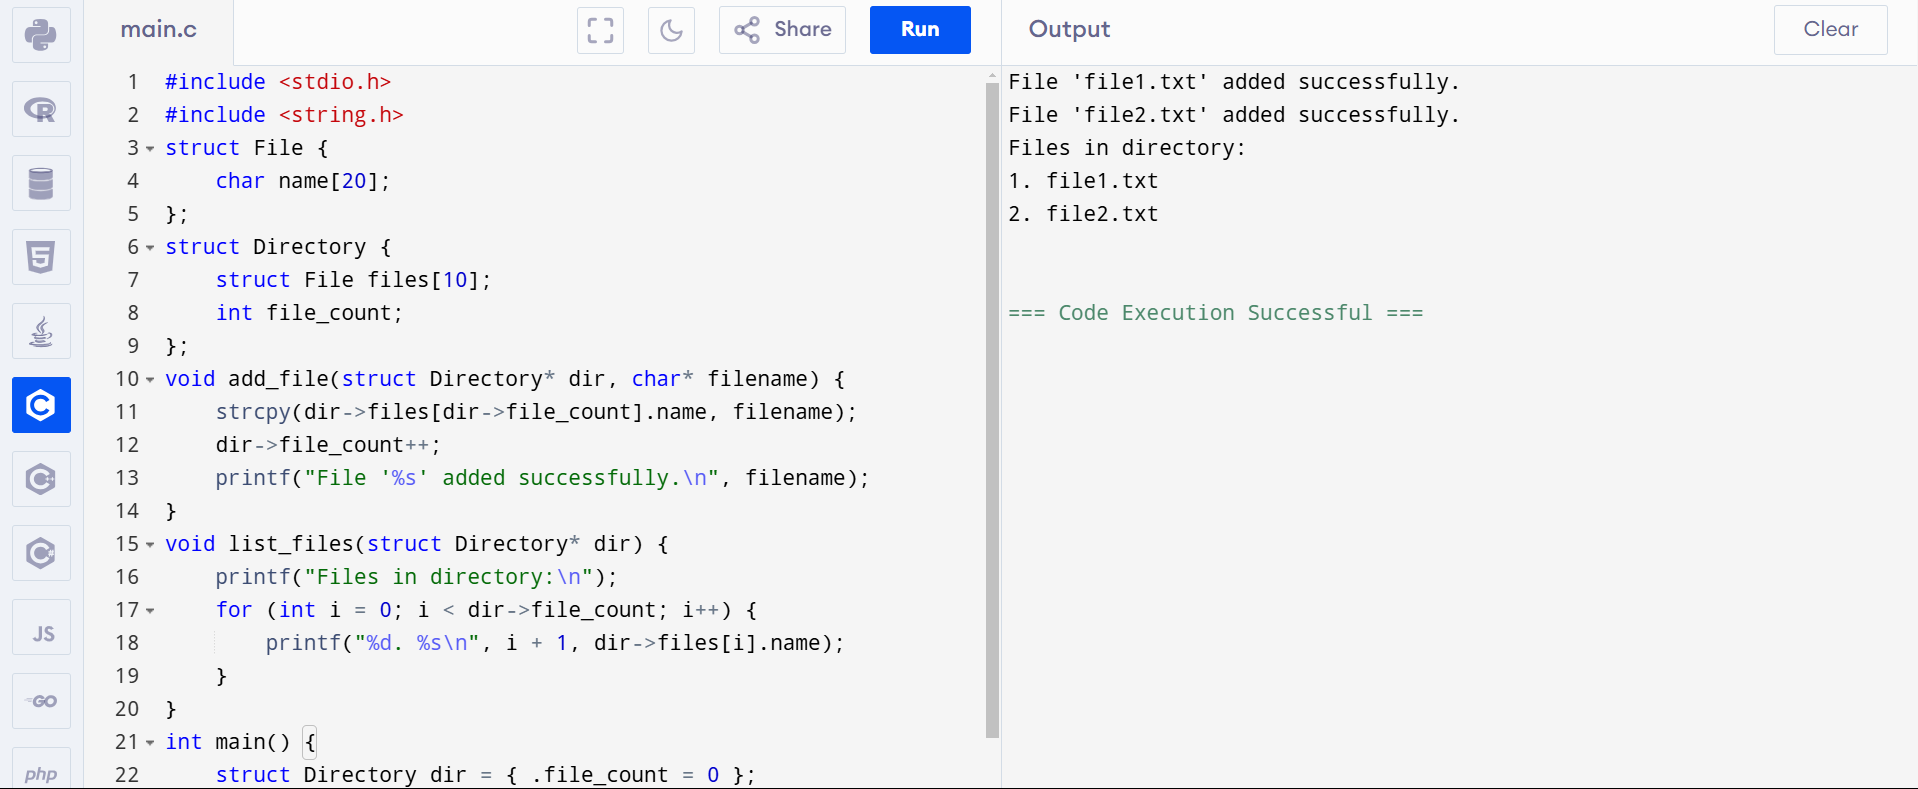 main.c
Share
Run
Output
Clear
1 #include <stdio.h>
2 #include <string.h>
3 struct File {
4     char name[20];
5 };
6 struct Directory {
7     struct File files[10];
8     int file_count;
9 };
10 void add_file(struct Directory* dir, char* filename) {
11     strcpy(dir->files[dir->file_count].name, filename);
12     dir->file_count++;
13     printf("File '%s' added successfully.\n", filename);
14 }
15 void list_files(struct Directory* dir) {
16     printf("Files in directory:\n");
17     for (int i = 0; i < dir->file_count; i++) {
18         printf("%d. %s\n", i + 1, dir->files[i].name);
19     }
20 }
21 int main() {
22     struct Directory dir = { .file_count = 0 };
File 'file1.txt' added successfully.
File 'file2.txt' added successfully.
Files in directory:
1. file1.txt
2. file2.txt
=== Code Execution Successful ===
R
5
C
C
C#
JS
GO
php